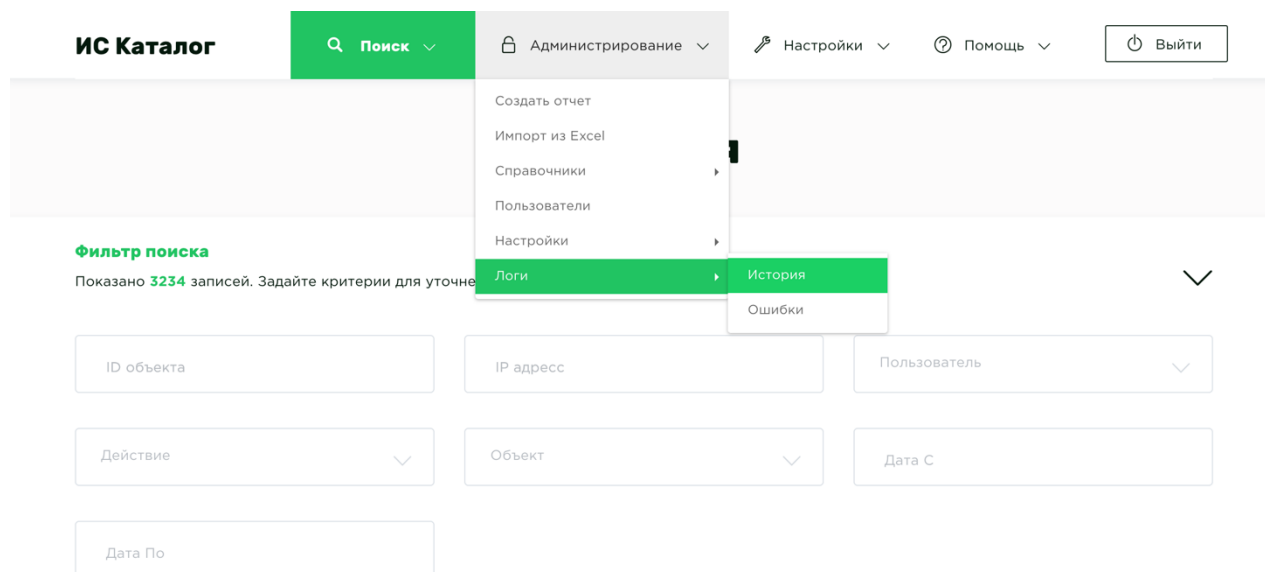 ИС Каталог
Поиск
Администрирование
Настройки
Помощь
Выйти
Создать отчет
Импорт из Excel
Справочники
Пользователи
Настройки
Логи
История
Ошибки
Фильтр поиска
Показано 3234 записей. Задайте критерии для уточне
ID объекта
IP адресс
Пользователь
Действие
Объект
Дата С
Дата По